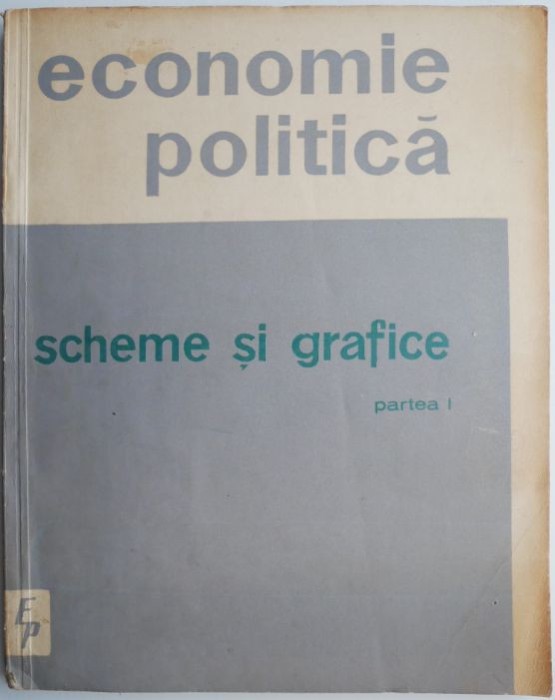 economie
politică
scheme și grafice
partea I
EP